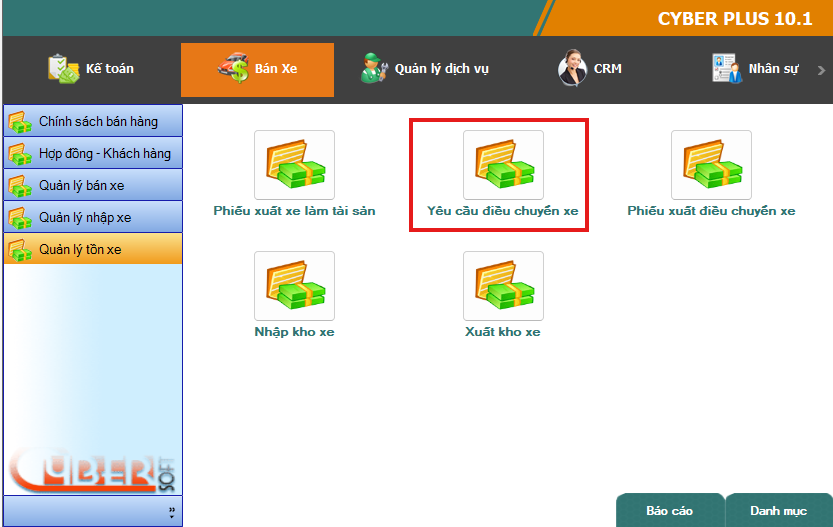 CYBER PLUS 10.1
Kế toán
Bán Xe
Quản lý dịch vụ
CRM
Nhân sự
Chính sách bán hàng
Hợp đồng - Khách hàng
Quản lý bán xe
Quản lý nhập xe
Quản lý tồn xe
Phiếu xuất xe làm tài sản
Yêu cầu điều chuyển xe
Phiếu xuất điều chuyển xe
Nhập kho xe
Xuất kho xe
CYBER SOFT
Báo cáo
Danh mục